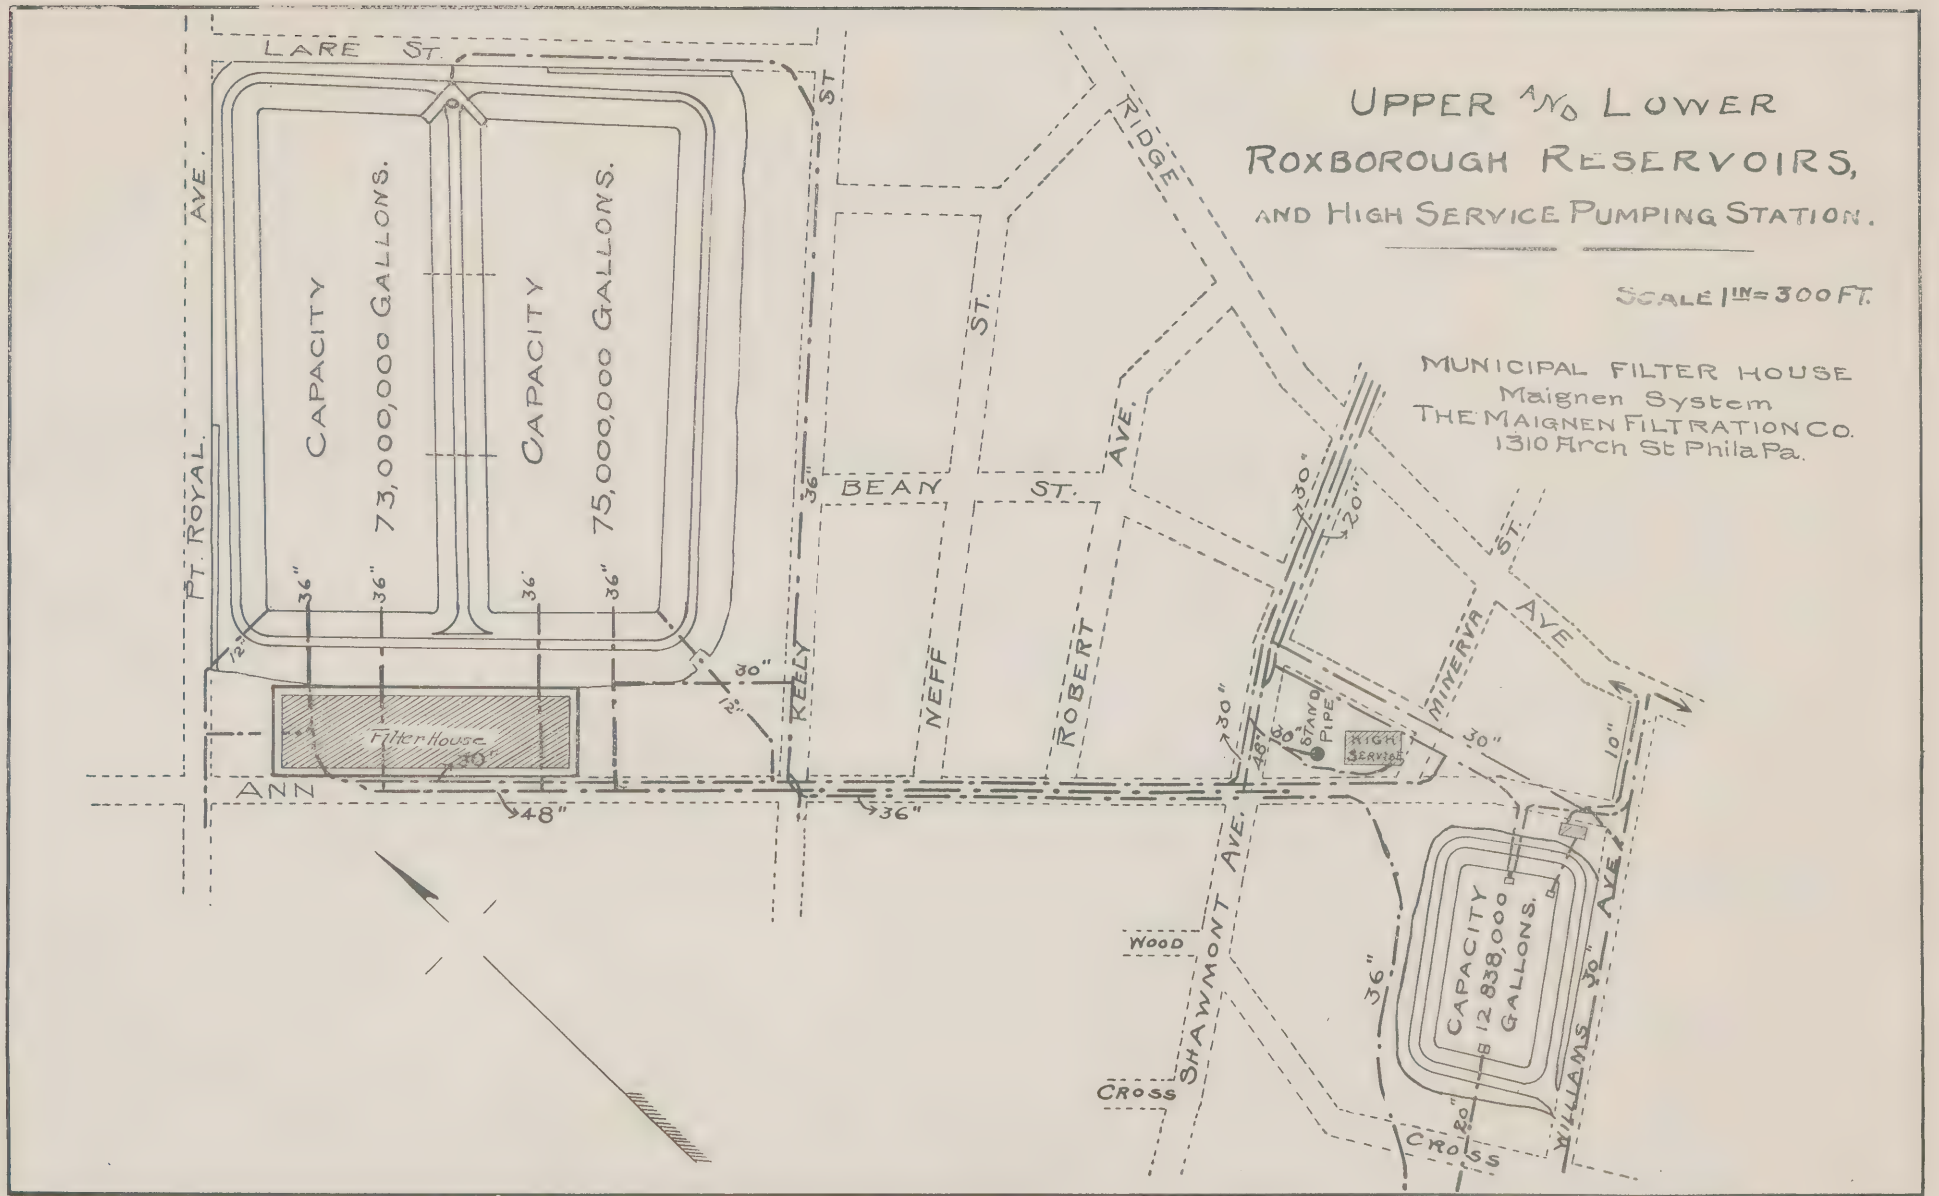 UPPER AND LOWER
ROXBOROUGH RESERVOIRS,
AND HIGH SERVICE PUMPING STATION.
SCALE 1IN=300FT.
MUNICIPAL FILTER HOUSE
Maignen System
THE MAIGNEN FILTRATION CO.
1310 Arch St Phila Pa.
LARE ST.
PT. ROYAL. AVE.
CAPACITY
73,000,000 GALLONS.
CAPACITY
75,000,000 GALLONS.
36"
36"
36"
36"
12"
12"
30"
Filter House
36"
ANN
48"
36"
KEELY ST
36"
BEAN ST.
NEFF ST.
ROBERT AVE.
RIDGE AVE
MINERVA ST.
30"
20"
30"
48"
30"
STAND
PIPE
HIGH
SERVICE
30"
10"
SHAWMONT AVE.
WOOD
CROSS
36"
CAPACITY
12 838,000
GALLONS.
30"
WILLIAMS AVE
20"
CROSS